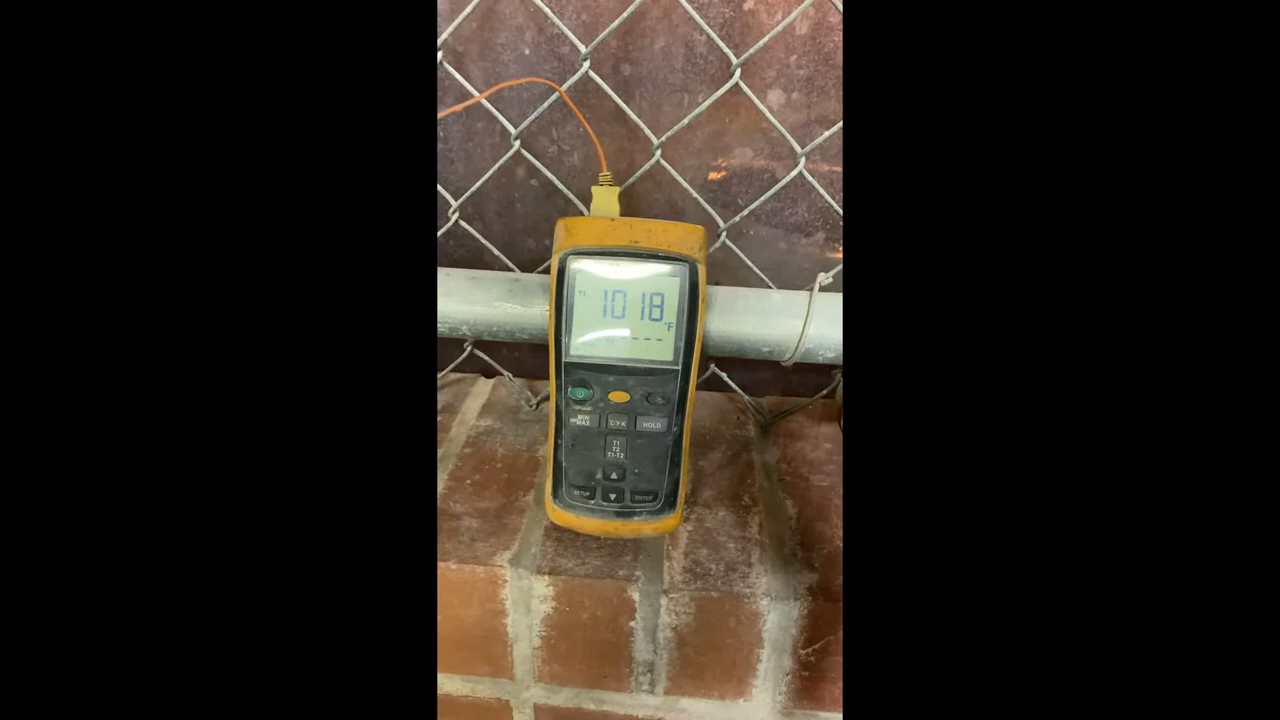 T1
1018
°F
----
MIN
MAX
C F K
HOLD
T1
T2
T1-T2
SETUP
ENTER